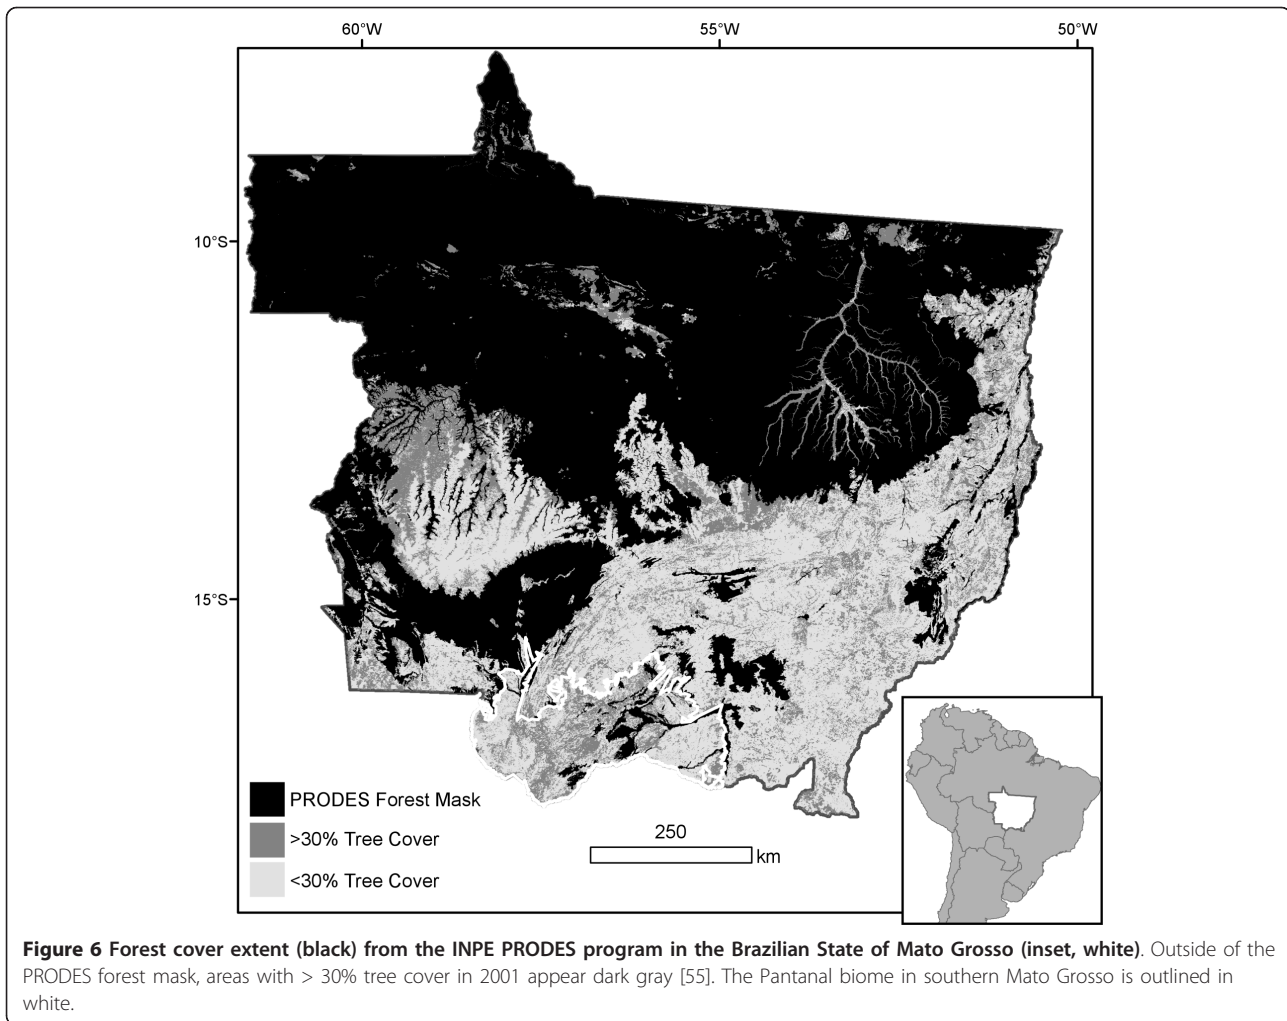 60°W 55°W 50°W
10°S
15°S
PRODES Forest Mask
>30% Tree Cover
<30% Tree Cover
250
km
Figure 6 Forest cover extent (black) from the INPE PRODES program in the Brazilian State of Mato Grosso (inset, white). Outside of the
PRODES forest mask, areas with > 30% tree cover in 2001 appear dark gray [55]. The Pantanal biome in southern Mato Grosso is outlined in
white.